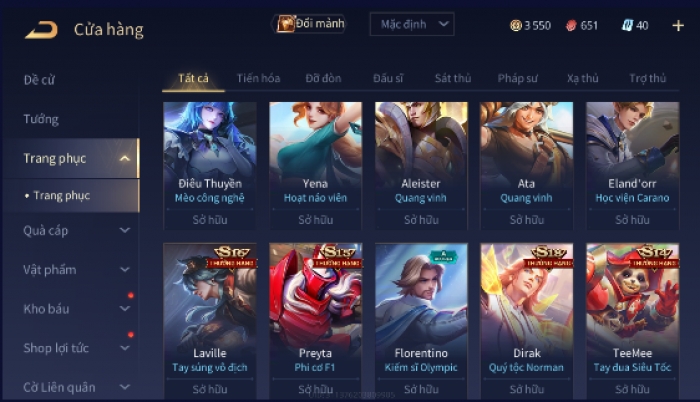 Cửa hàng
Đổi mảnh
Mặc định
3 550
651
40
Đề cử
Tướng
Trang phục
• Trang phục
Quà cáp
Vật phẩm
Kho báu
Shop lợi tức
Cờ Liên quân
Tất cả
Tiến hóa
Đỡ đòn
Đấu sĩ
Sát thủ
Pháp sư
Xạ thủ
Trợ thủ
Điêu Thuyền
Mèo công nghệ
Sở hữu
Yena
Hoạt náo viên
Sở hữu
Aleister
Quang vinh
Sở hữu
Ata
Quang vinh
Sở hữu
Eland'orr
Học viện Carano
Sở hữu
S16
THƯỞNG HẠNG
Laville
Tay súng vô địch
Sở hữu
S15
THƯỞNG HẠNG
Preyta
Phi cơ F1
Sở hữu
Florentino
Kiếm sĩ Olympic
Sở hữu
THƯỞNG HẠNG
Dirak
Quý tộc Norman
Sở hữu
S14
THƯỞNG HẠNG
TeeMee
Tay đua Siêu Tốc
Sở hữu